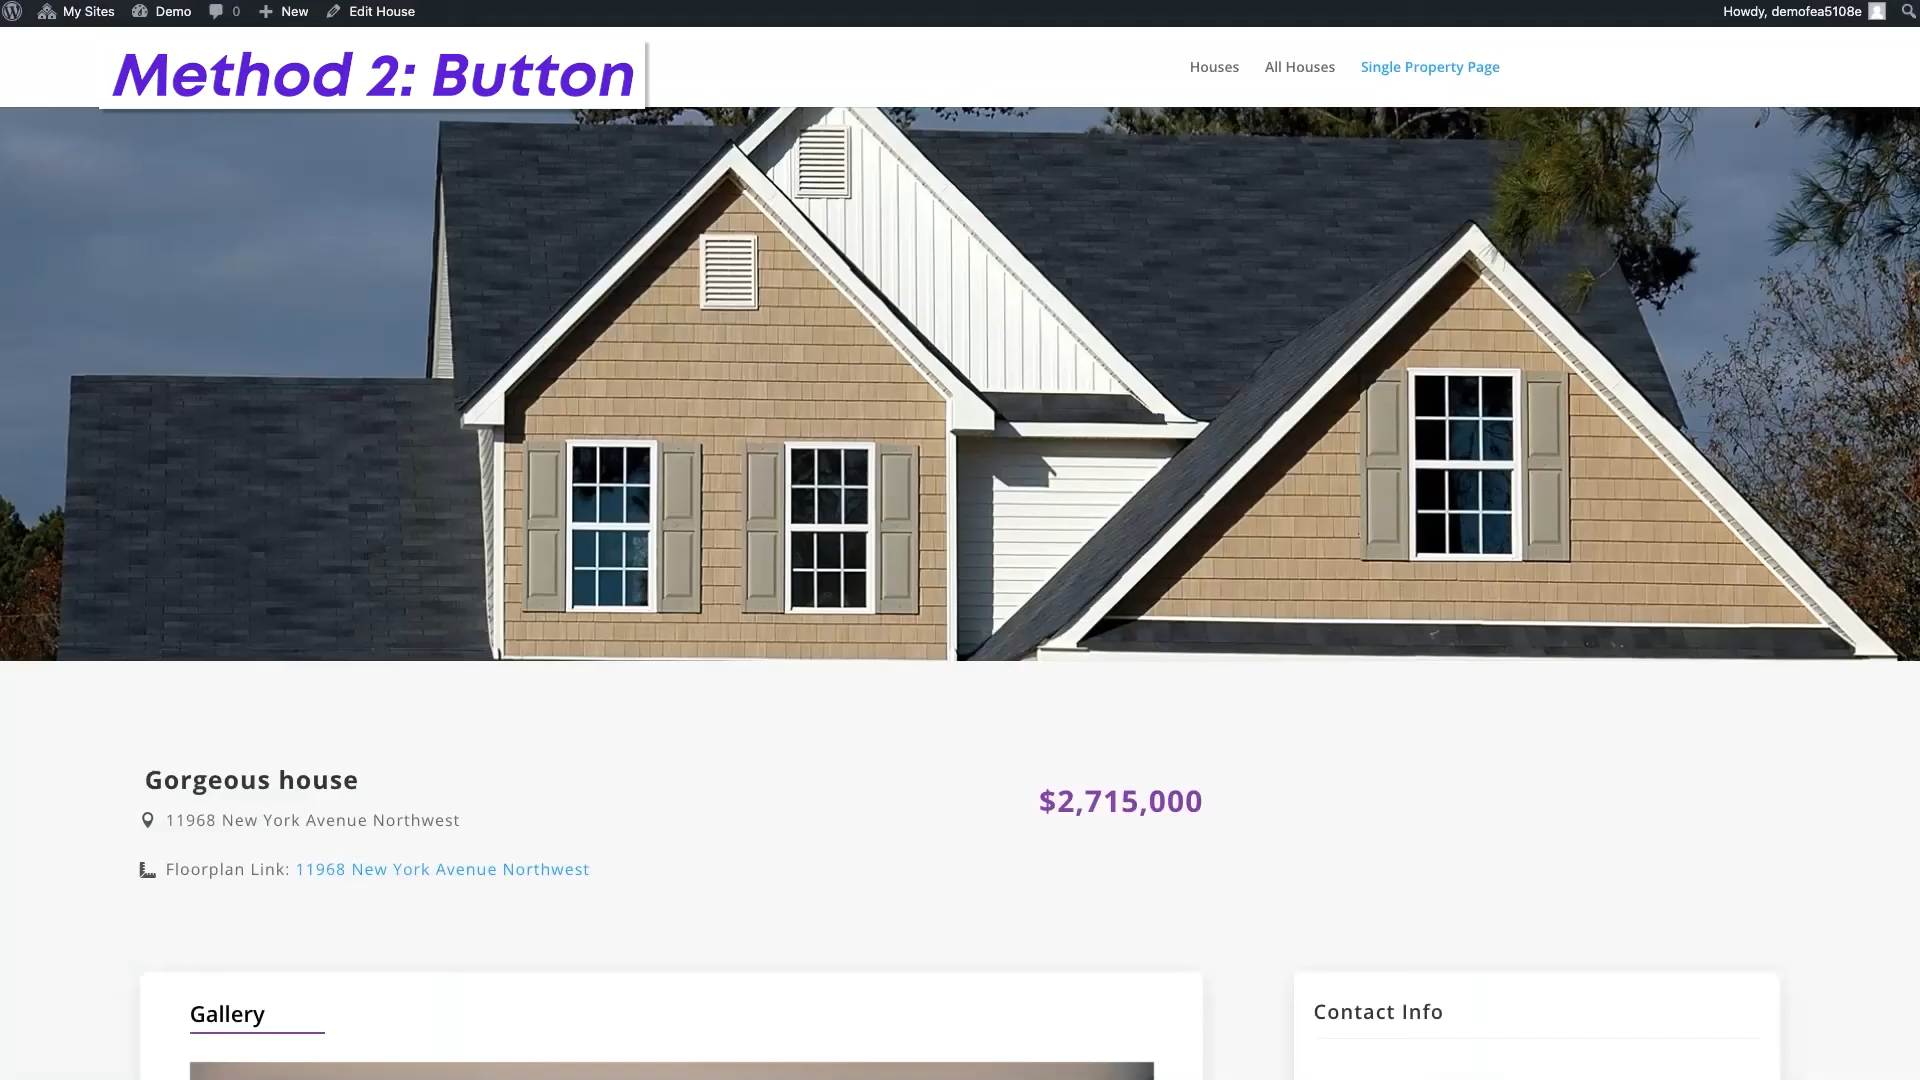 My Sites Demo 0 New Edit House Howdy, demofea5108e
Method 2: Button
Houses All Houses Single Property Page
Gorgeous house
$2,715,000
11968 New York Avenue Northwest
Floorplan Link: 11968 New York Avenue Northwest
Gallery
Contact Info